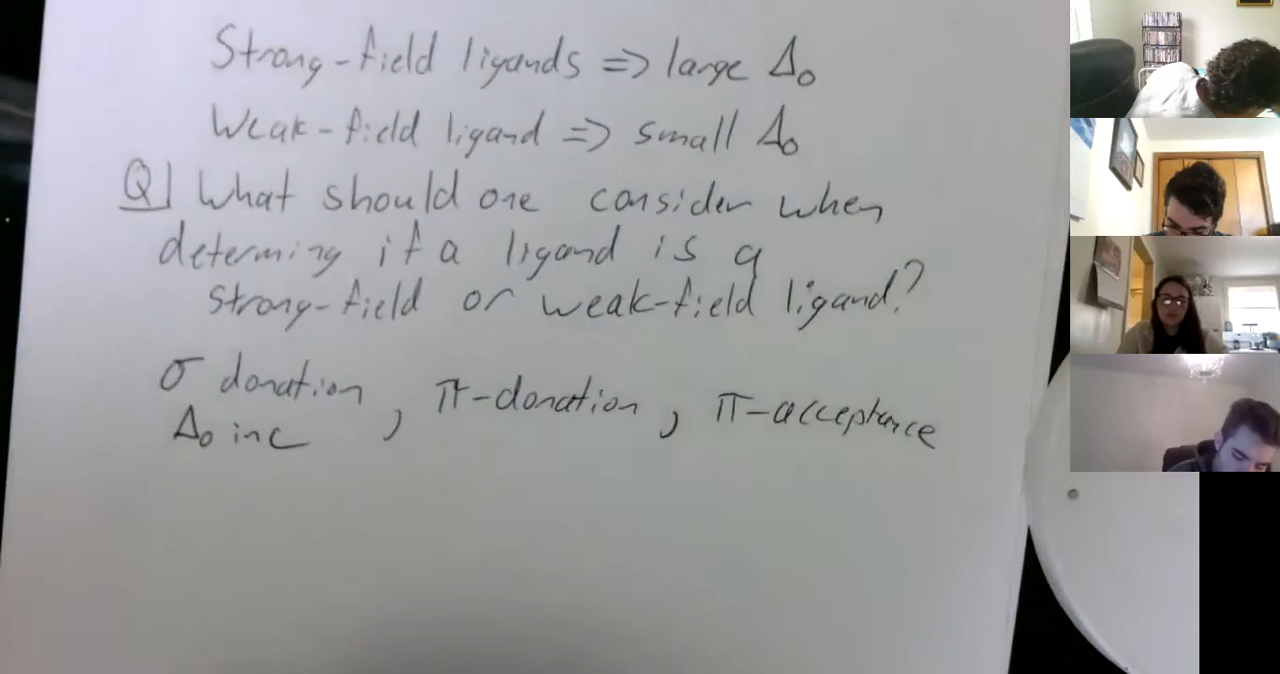 Strong-field ligands => large Δo
Weak-field ligand => small Δo
Q] What should one consider when
determing if a ligand is a
strong-field or weak-field ligand?
σ donation, π-donation, π-acceptance
Δo inc